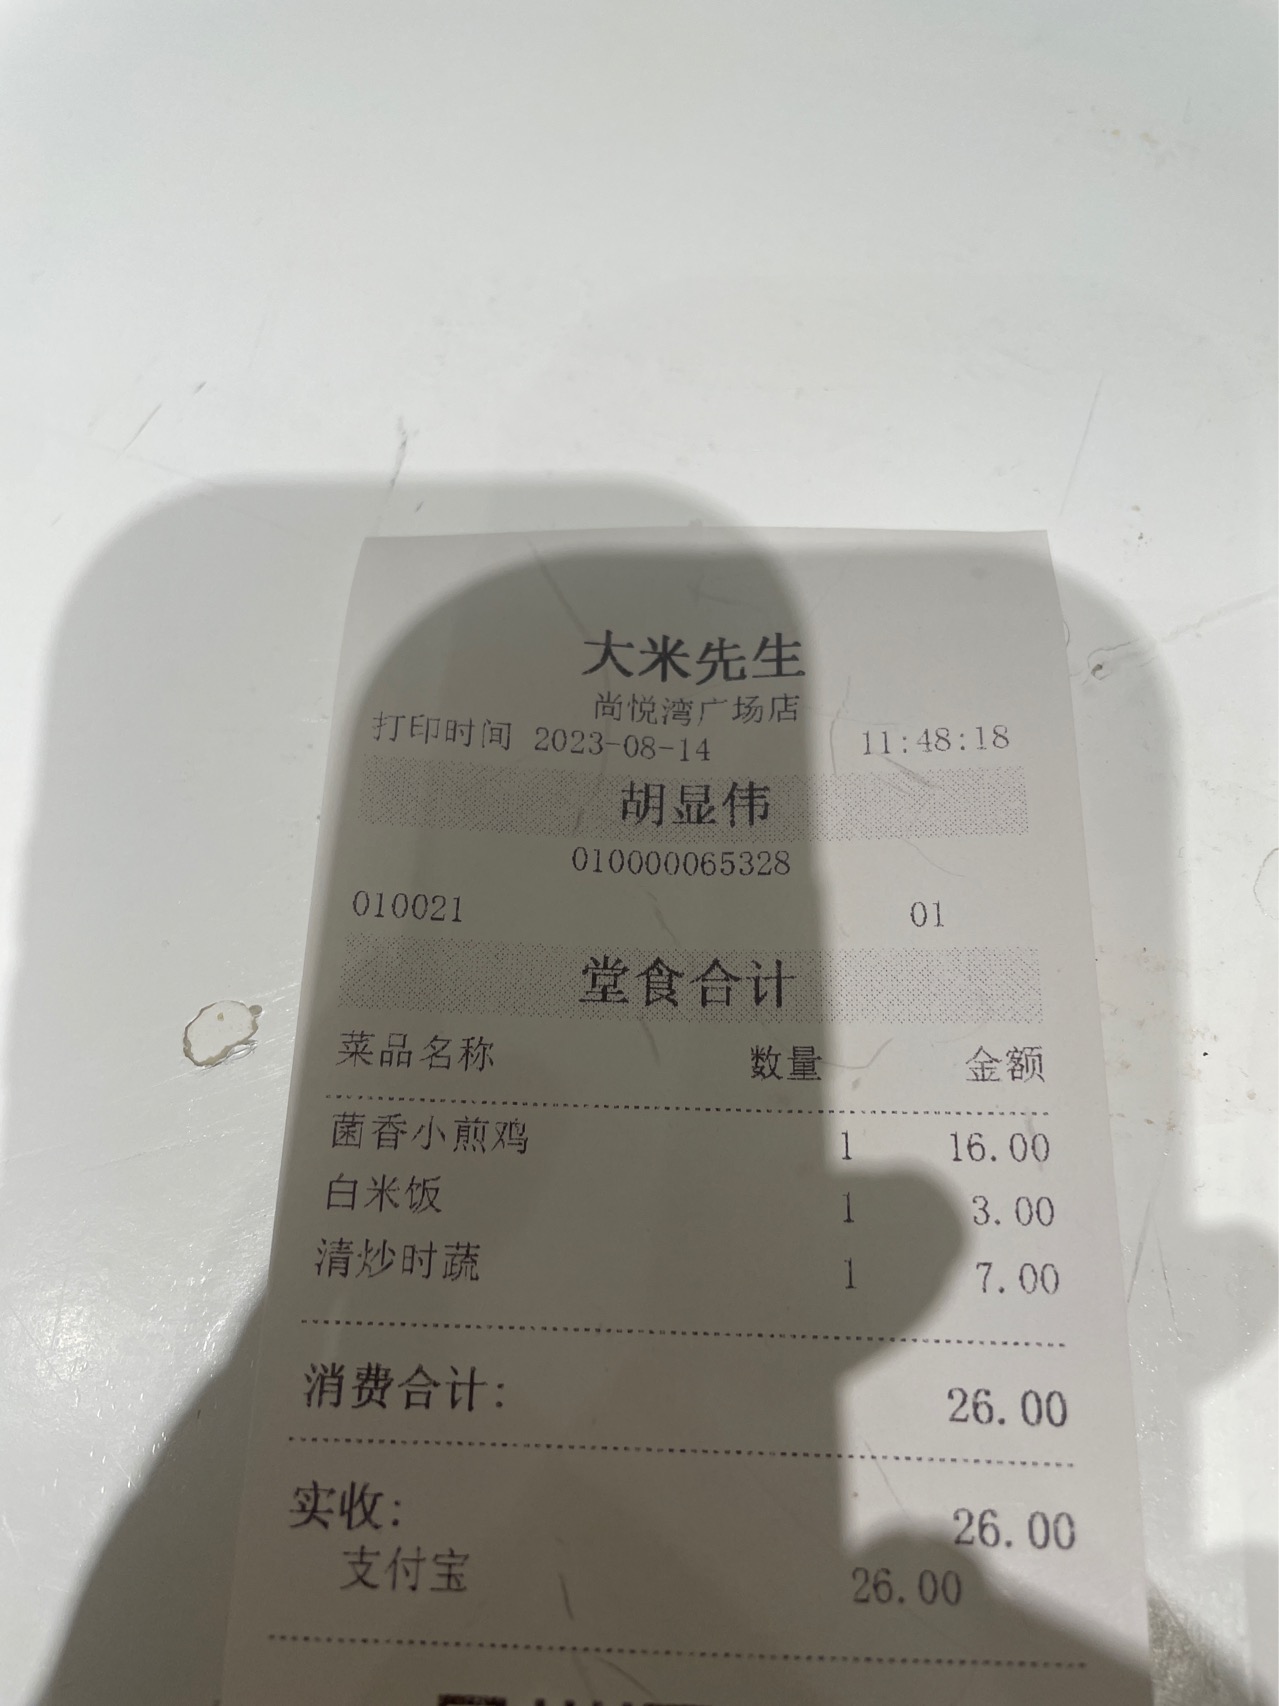 大米先生
尚悦湾广场店
打印时间 2023-08-14 11:48:18
胡显伟
010000065328
010021 01
堂食合计
菜品名称 数量 金额
菌香小煎鸡 1 16.00
白米饭 1 3.00
清炒时蔬 1 7.00
消费合计: 26.00
实收: 26.00
支付宝 26.00